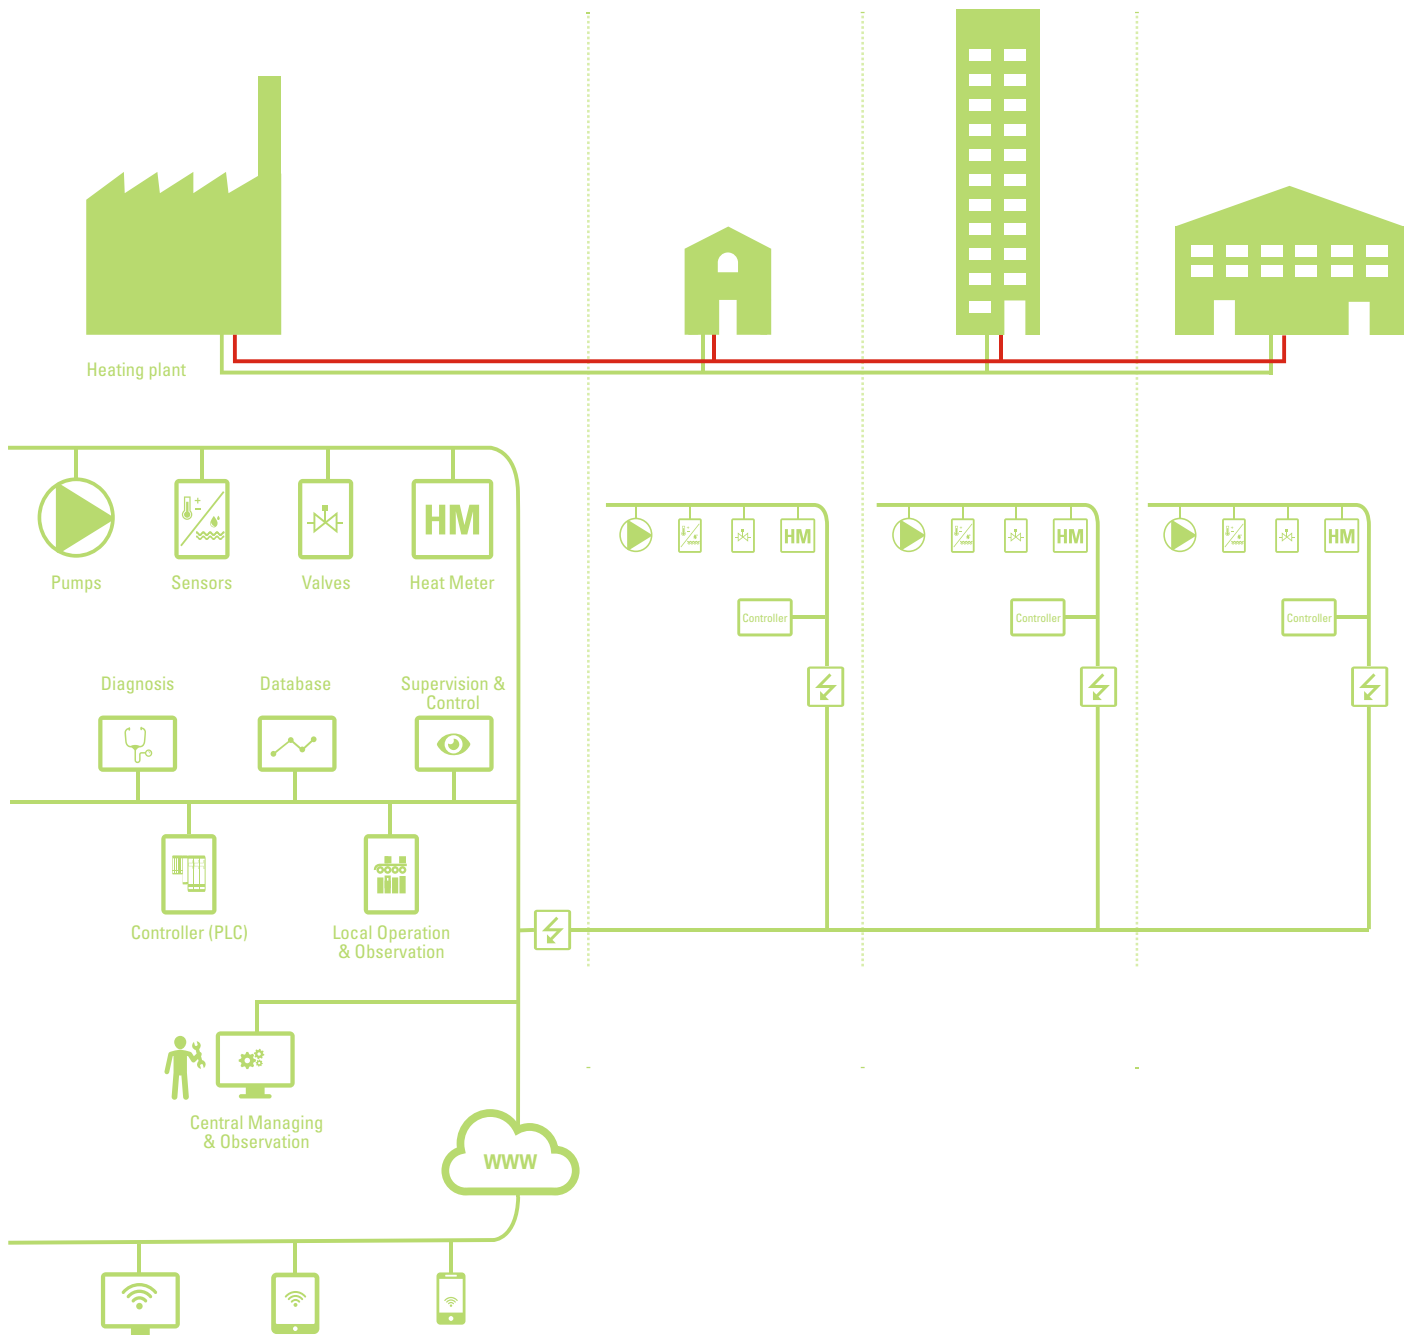 Heating plant
HM
Pumps
Sensors
Valves
Heat Meter
HM
HM
HM
Controller
Controller
Controller
Diagnosis
Database
Supervision &
Control
Controller (PLC)
Local Operation
& Observation
Central Managing
& Observation
WWW